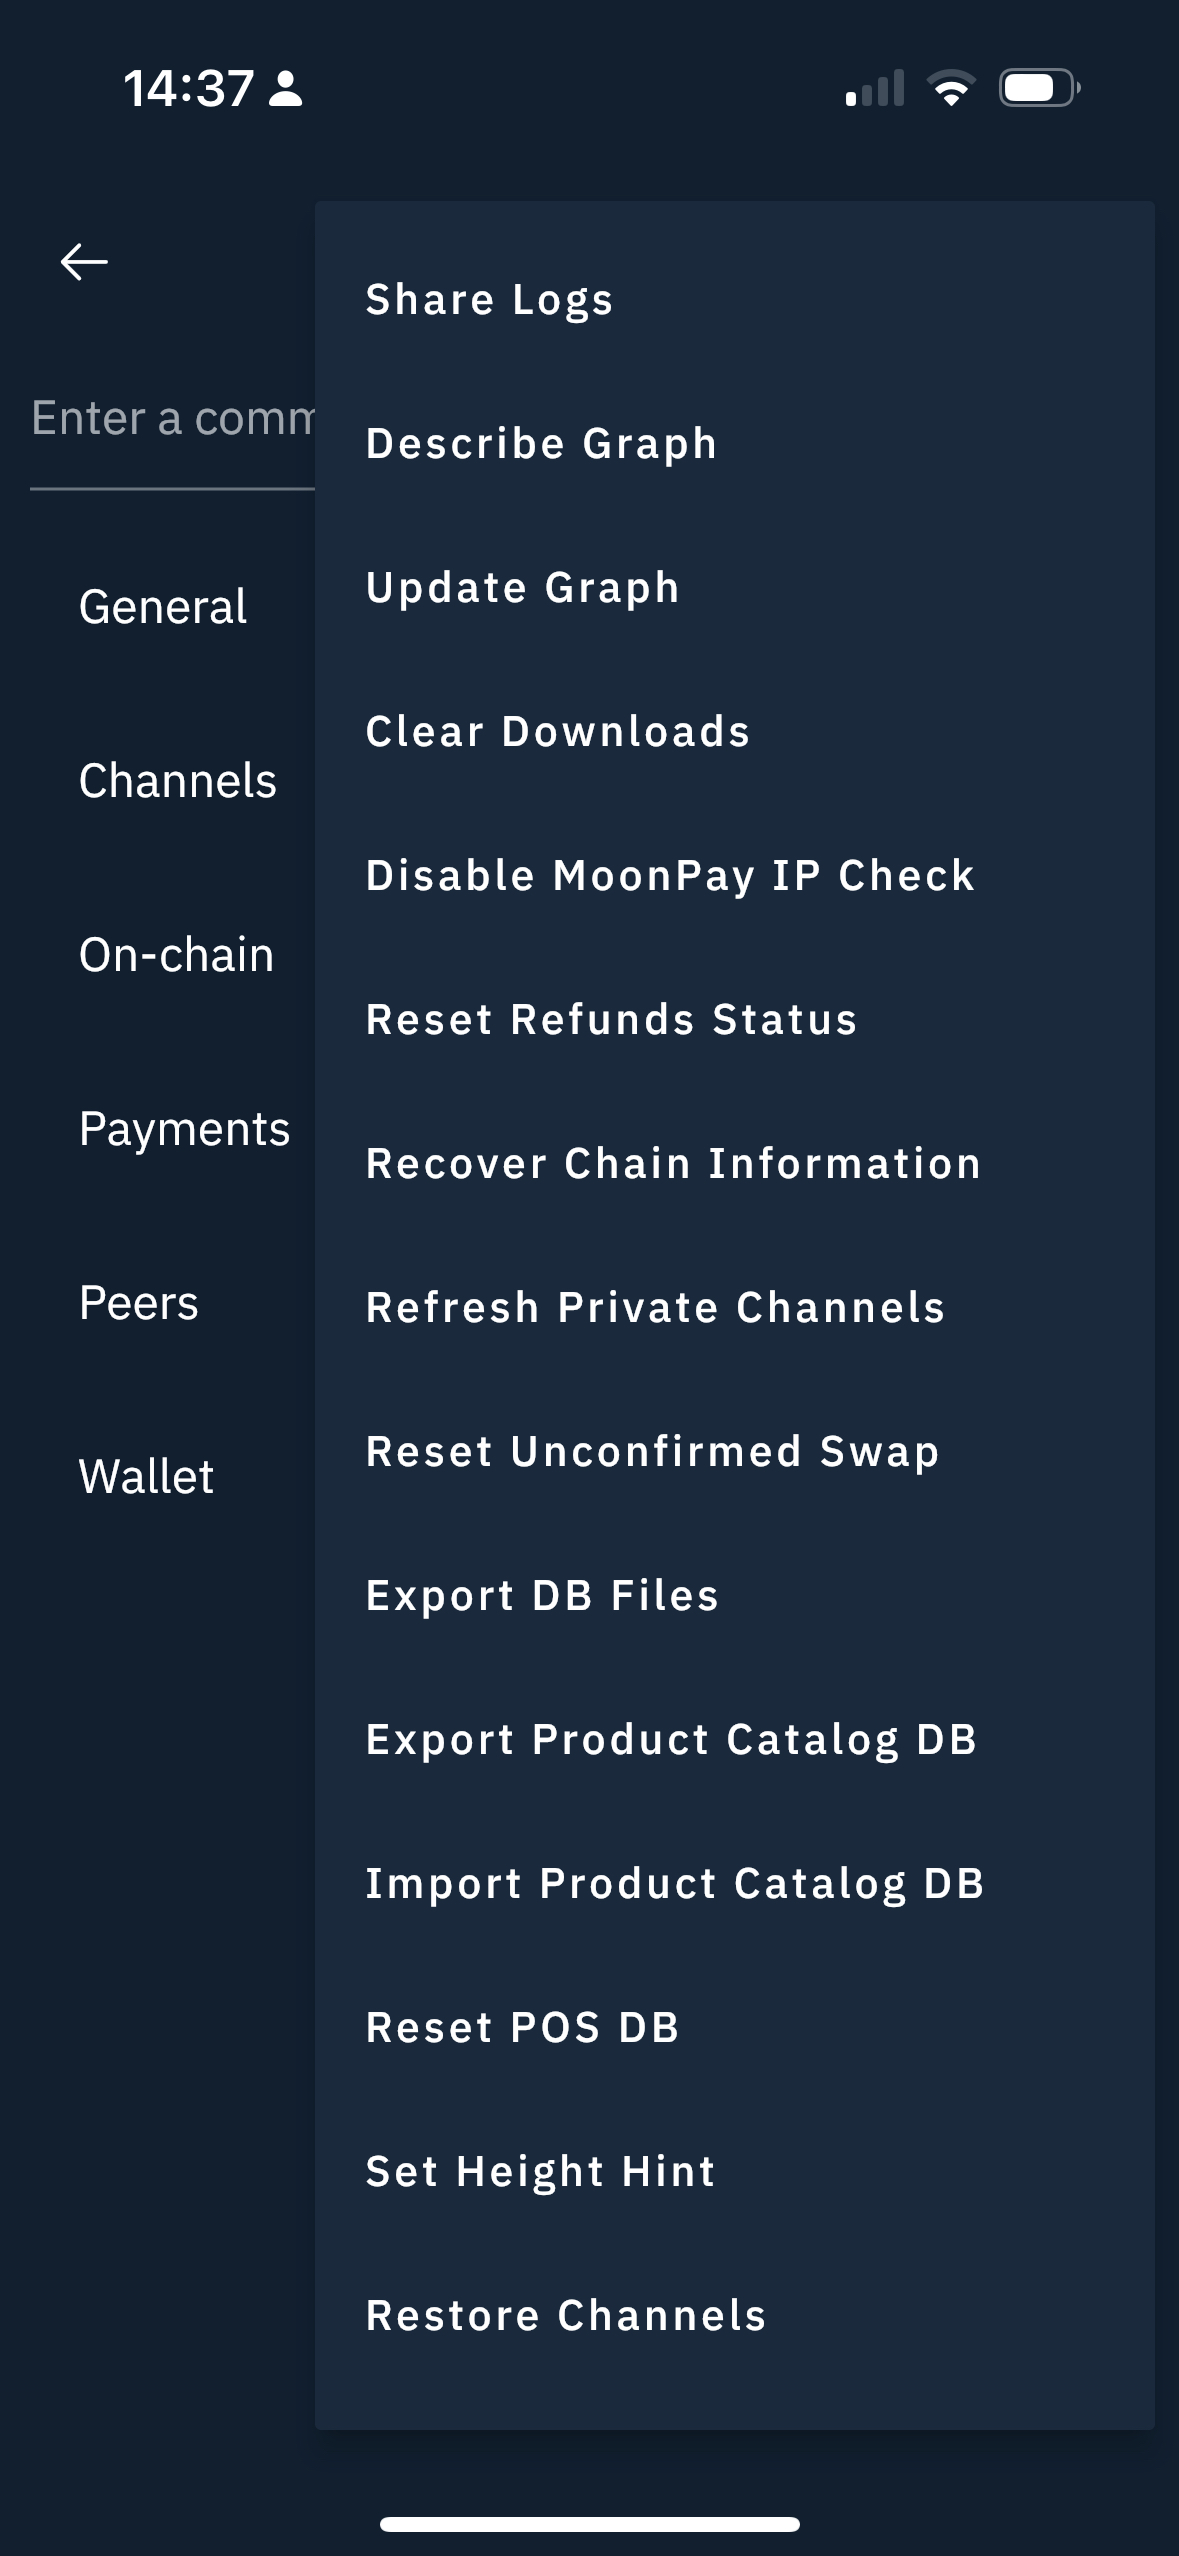 14:37
Enter a comm
General
Channels
On-chain
Payments
Peers
Wallet
Share Logs
Describe Graph
Update Graph
Clear Downloads
Disable MoonPay IP Check
Reset Refunds Status
Recover Chain Information
Refresh Private Channels
Reset Unconfirmed Swap
Export DB Files
Export Product Catalog DB
Import Product Catalog DB
Reset POS DB
Set Height Hint
Restore Channels